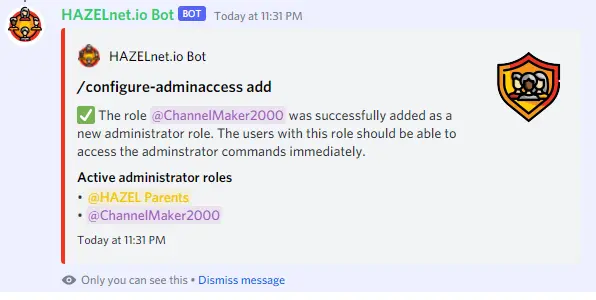 HAZELnet.io Bot BOT Today at 11:31 PM
HAZELnet.io Bot
/configure-adminaccess add
✅ The role @ChannelMaker2000 was successfully added as a
new administrator role. The users with this role should be able to
access the adminstrator commands immediately.
Active administrator roles
• @HAZEL Parents
• @ChannelMaker2000
Today at 11:31 PM
Only you can see this • Dismiss message